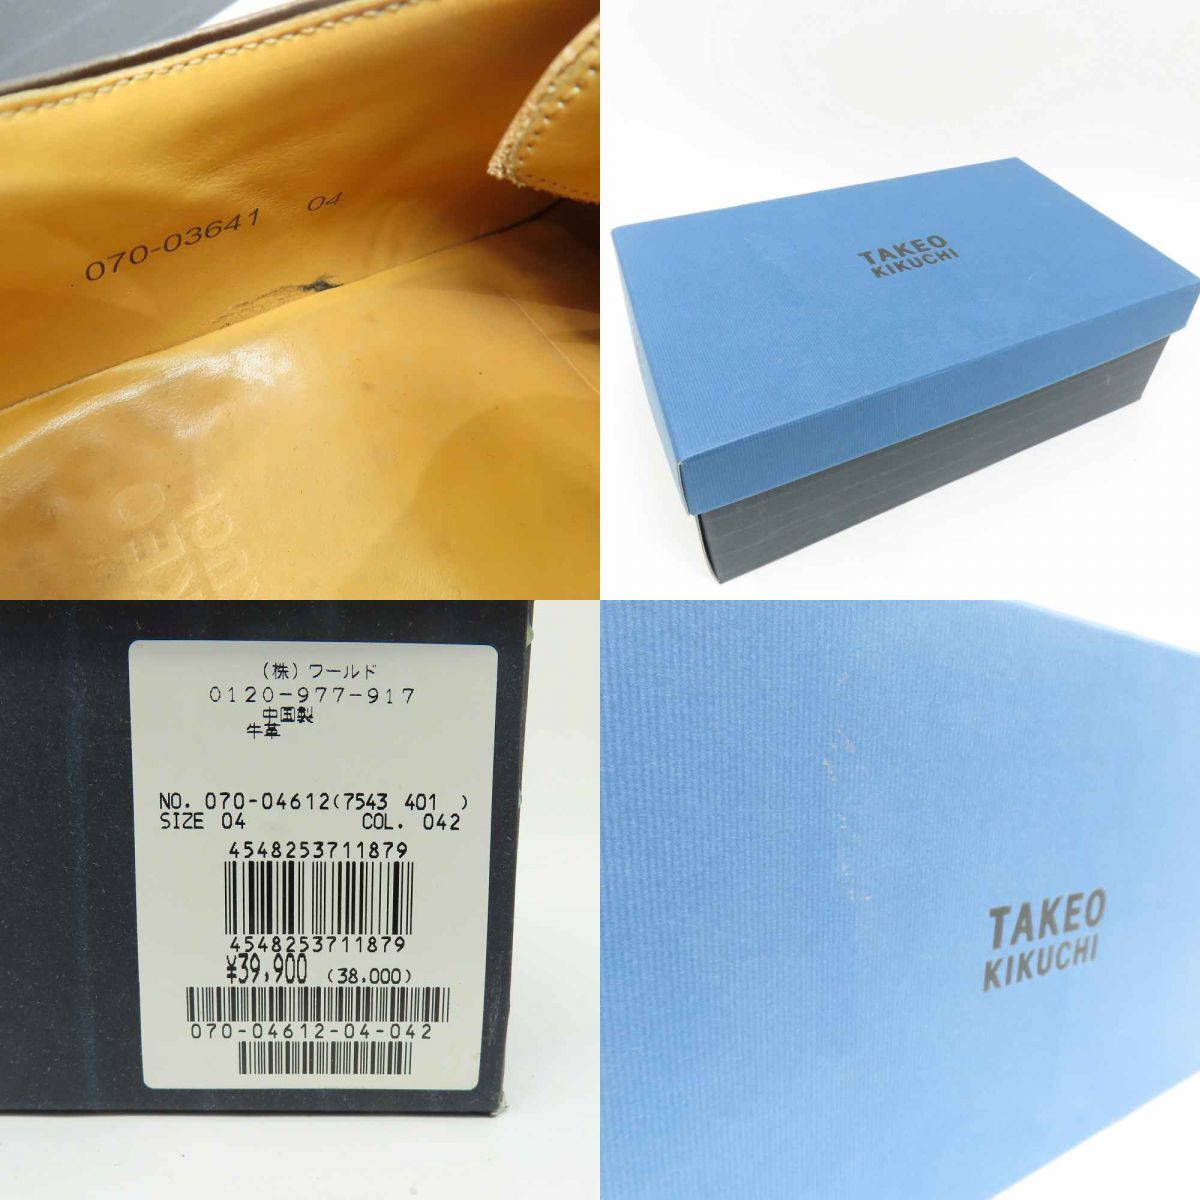 070-03641 04
TAKEO
KIKUCHI
(株)ワールド
0120-977-917
中国製
牛革
NO. 070-04612(7543 401 )
SIZE 04 COL. 042
4548253711879
4548253711879
¥39,900 (38,000)
070-04612-04-042
TAKEO
KIKUCHI